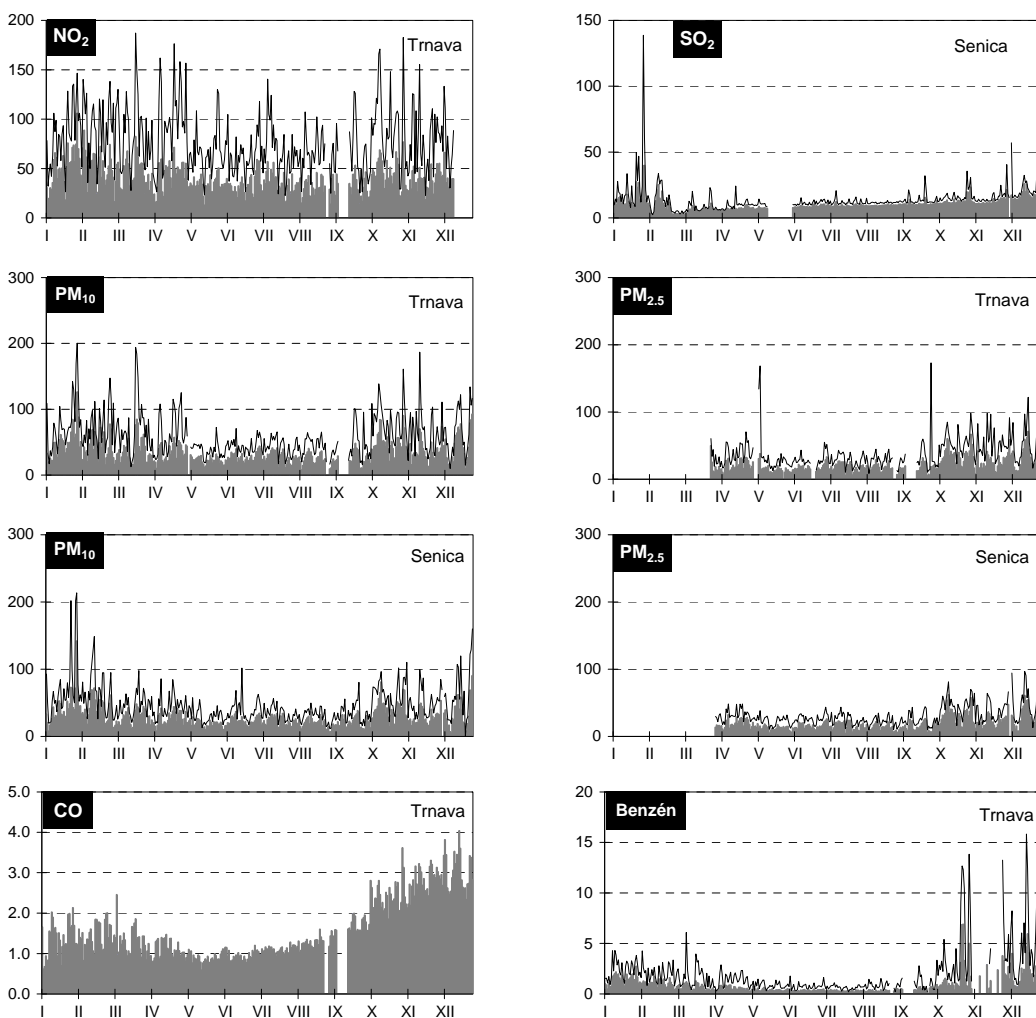 NO2
Trnava
200
150
100
50
0
I II III IV V VI VII VIII IX X XI XII
SO2
Senica
150
100
50
0
I II III IV V VI VII VIII IX X XI XII
PM10
Trnava
300
200
100
0
I II III IV V VI VII VIII IX X XI XII
PM2.5
Trnava
300
200
100
0
I II III IV V VI VII VIII IX X XI XII
PM10
Senica
300
200
100
0
I II III IV V VI VII VIII IX X XI XII
PM2.5
Senica
300
200
100
0
I II III IV V VI VII VIII IX X XI XII
CO
Trnava
5.0
4.0
3.0
2.0
1.0
0.0
I II III IV V VI VII VIII IX X XI XII
Benzén
Trnava
20
15
10
5
0
I II III IV V VI VII VIII IX X XI XII